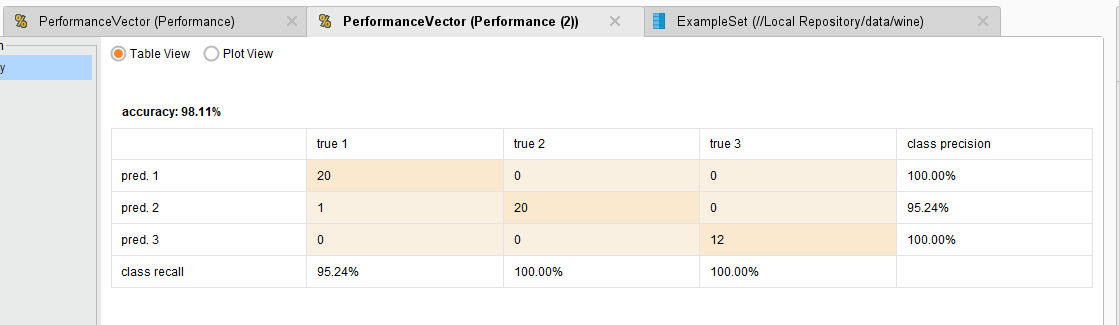 PerformanceVector (Performance) PerformanceVector (Performance (2)) ExampleSet (//Local Repository/data/wine)
n
y
Table View Plot View
accuracy: 98.11%
true 1 true 2 true 3 class precision
pred. 1 20 0 0 100.00%
pred. 2 1 20 0 95.24%
pred. 3 0 0 12 100.00%
class recall 95.24% 100.00% 100.00%